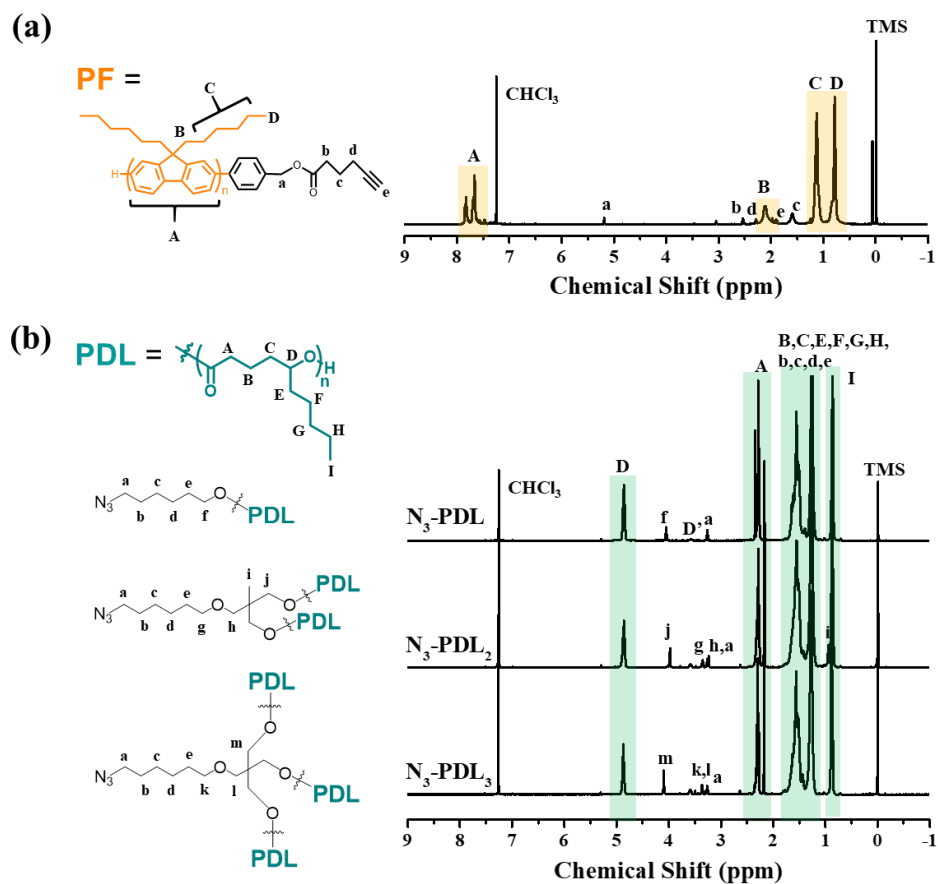 (a)
PF =
C
D
B
H
n
A
O
O
a
b
c
d
e
TMS
CHCl3
A
a
b
d
B
e
c
C
D
9 8 7 6 5 4 3 2 1 0 -1
Chemical Shift (ppm)
(b)
PDL =
A
B
C
D
E
F
G
H
I
O
O
H
n
N3
a
b
c
d
e
f
O
PDL
N3
a
b
c
d
e
g
O
h
i
j
O
PDL
O
PDL
N3
a
b
c
d
e
k
O
l
m
O
PDL
O
PDL
O
PDL
B,C,E,F,G,H,
b,c,d,e
A
I
TMS
CHCl3
D
N3-PDL
f
D’
a
N3-PDL2
j
g
h,a
i
N3-PDL3
m
k,l
a
9 8 7 6 5 4 3 2 1 0 -1
Chemical Shift (ppm)